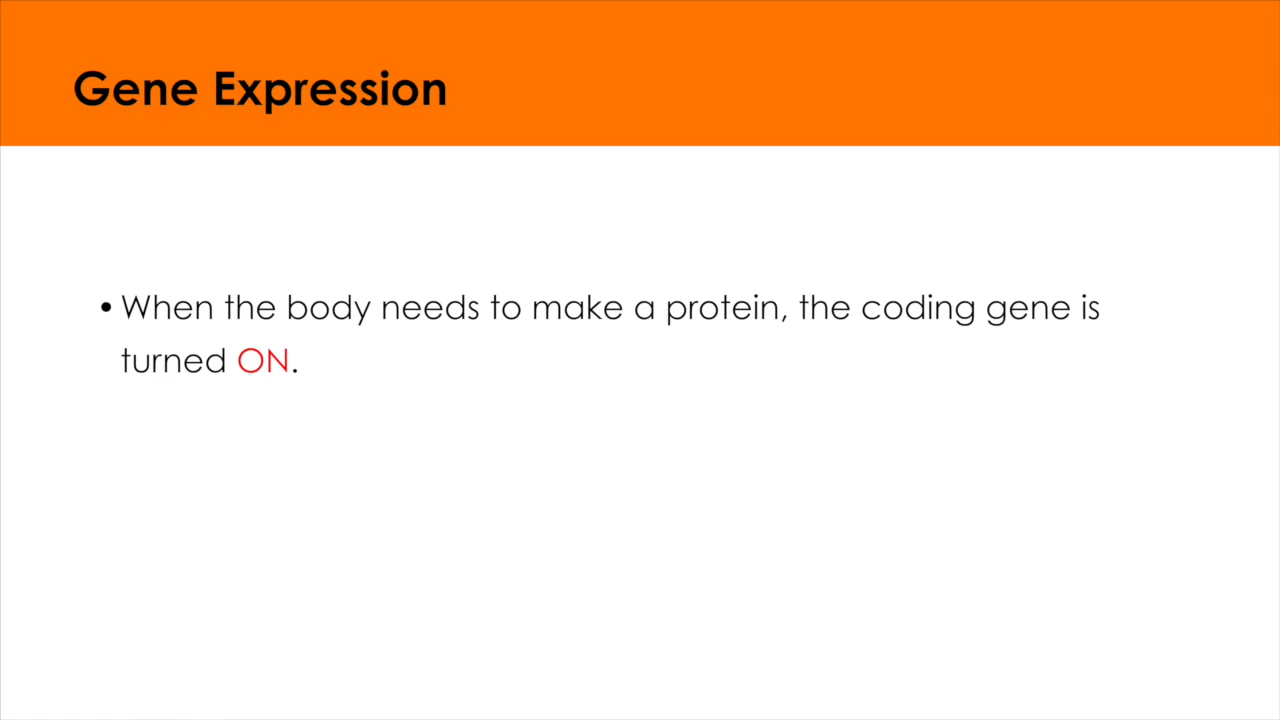 Gene Expression
• When the body needs to make a protein, the coding gene is
turned ON.